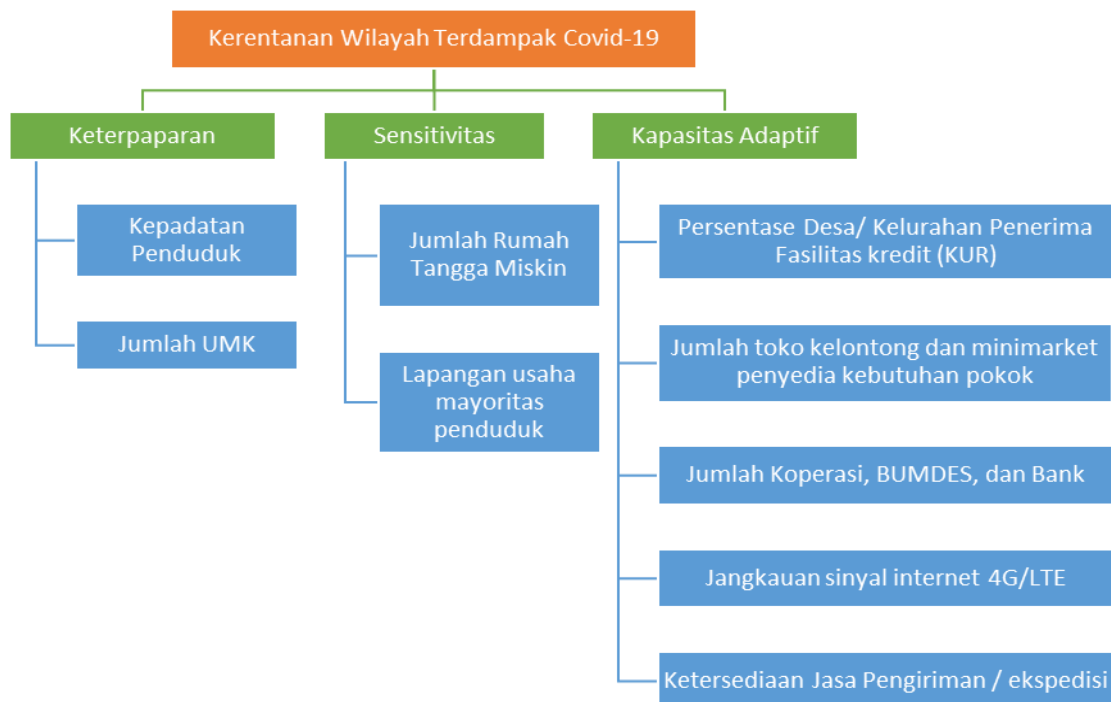 Kerentanan Wilayah Terdampak Covid-19
Keterpaparan
Kepadatan
Penduduk
Jumlah UMK
Sensitivitas
Jumlah Rumah
Tangga Miskin
Lapangan usaha
mayoritas
penduduk
Kapasitas Adaptif
Persentase Desa/ Kelurahan Penerima
Fasilitas kredit (KUR)
Jumlah toko kelontong dan minimarket
penyedia kebutuhan pokok
Jumlah Koperasi, BUMDES, dan Bank
Jangkauan sinyal internet 4G/LTE
Ketersediaan Jasa Pengiriman / ekspedisi